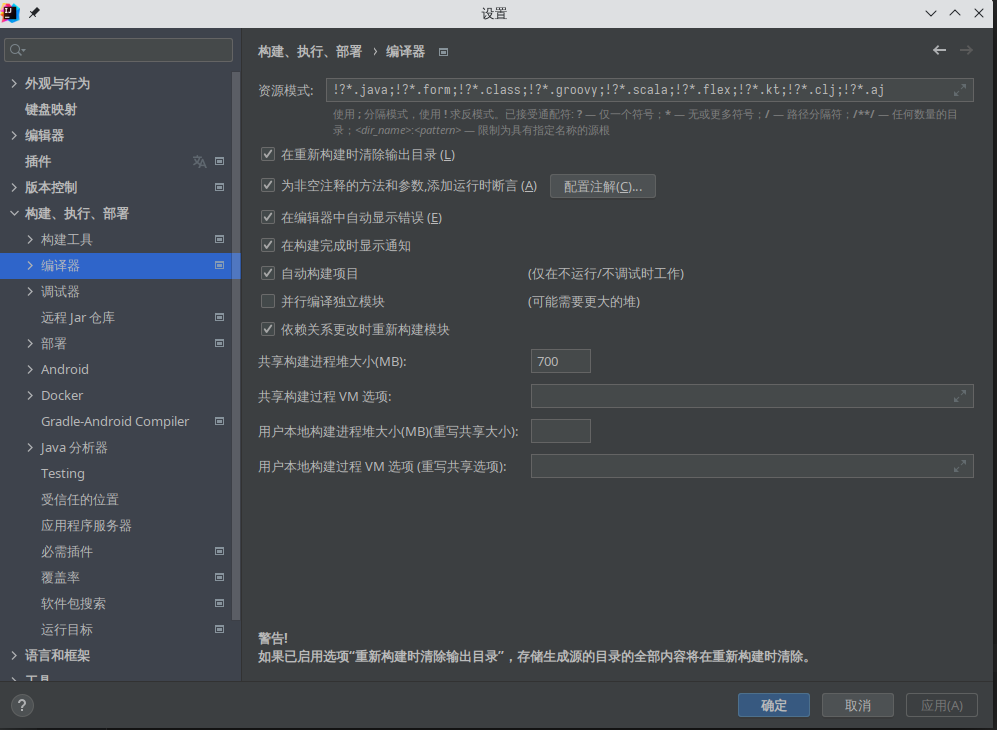 设置
构建、执行、部署 › 编译器
外观与行为
键盘映射
编辑器
插件
版本控制
构建、执行、部署
构建工具
编译器
调试器
远程 Jar 仓库
部署
Android
Docker
Gradle-Android Compiler
Java 分析器
Testing
受信任的位置
应用程序服务器
必需插件
覆盖率
软件包搜索
运行目标
语言和框架
工具
资源模式: !?*.java;!?*.form;!?*.class;!?*.groovy;!?*.scala;!?*.flex;!?*.kt;!?*.clj;!?*.aj
使用 ; 分隔模式，使用 ! 求反模式。已接受通配符: ? — 仅一个符号；* — 无或更多符号；/ — 路径分隔符；/**/ — 任何数量的目
录；<dir_name>:<pattern> — 限制为具有指定名称的源根
在重新构建时清除输出目录 (L)
为非空注释的方法和参数,添加运行时断言 (A) 配置注解(C)...
在编辑器中自动显示错误 (E)
在构建完成时显示通知
自动构建项目 (仅在不运行/不调试时工作)
并行编译独立模块 (可能需要更大的堆)
依赖关系更改时重新构建模块
共享构建进程堆大小(MB): 700
共享构建过程 VM 选项:
用户本地构建进程堆大小(MB)(重写共享大小):
用户本地构建过程 VM 选项 (重写共享选项):
警告!
如果已启用选项“重新构建时清除输出目录”，存储生成源的目录的全部内容将在重新构建时清除。
? 确定 取消 应用(A)